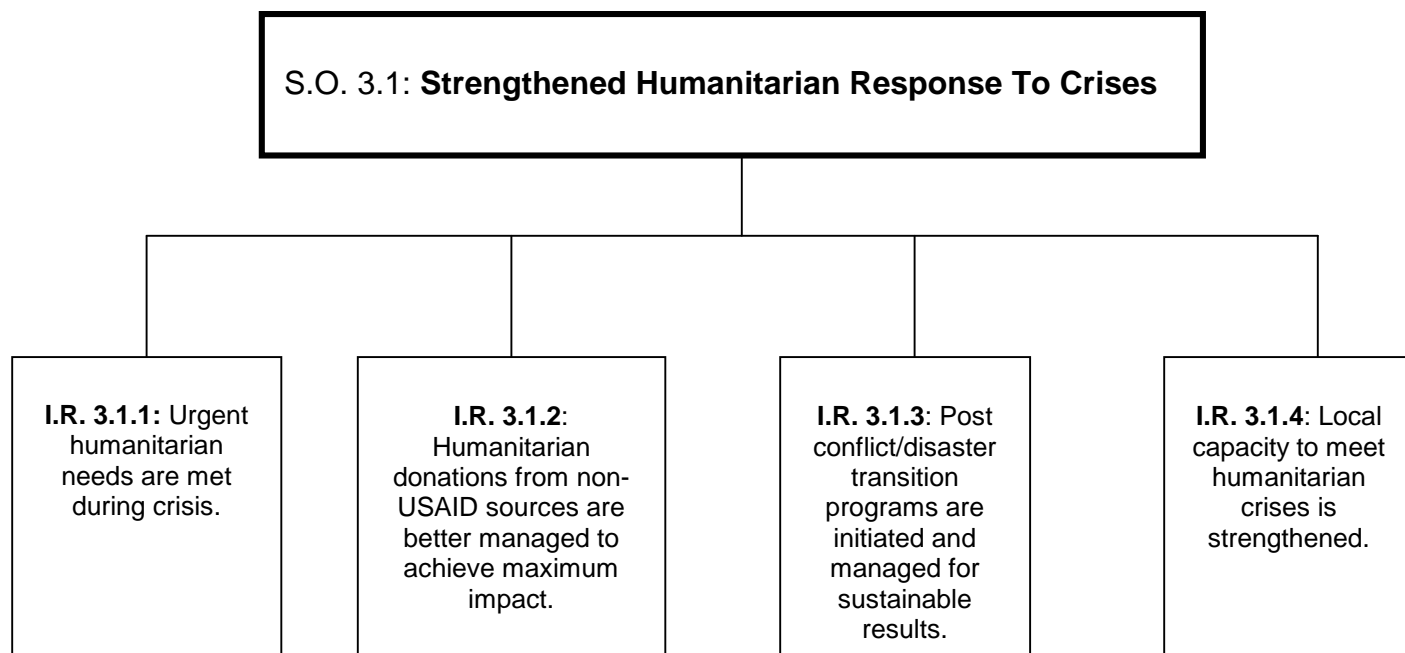 S.O. 3.1: Strengthened Humanitarian Response To Crises
I.R. 3.1.1: Urgent
humanitarian
needs are met
during crisis.
I.R. 3.1.2:
Humanitarian
donations from non-
USAID sources are
better managed to
achieve maximum
impact.
I.R. 3.1.3: Post
conflict/disaster
transition
programs are
initiated and
managed for
sustainable
results.
I.R. 3.1.4: Local
capacity to meet
humanitarian
crises is
strengthened.